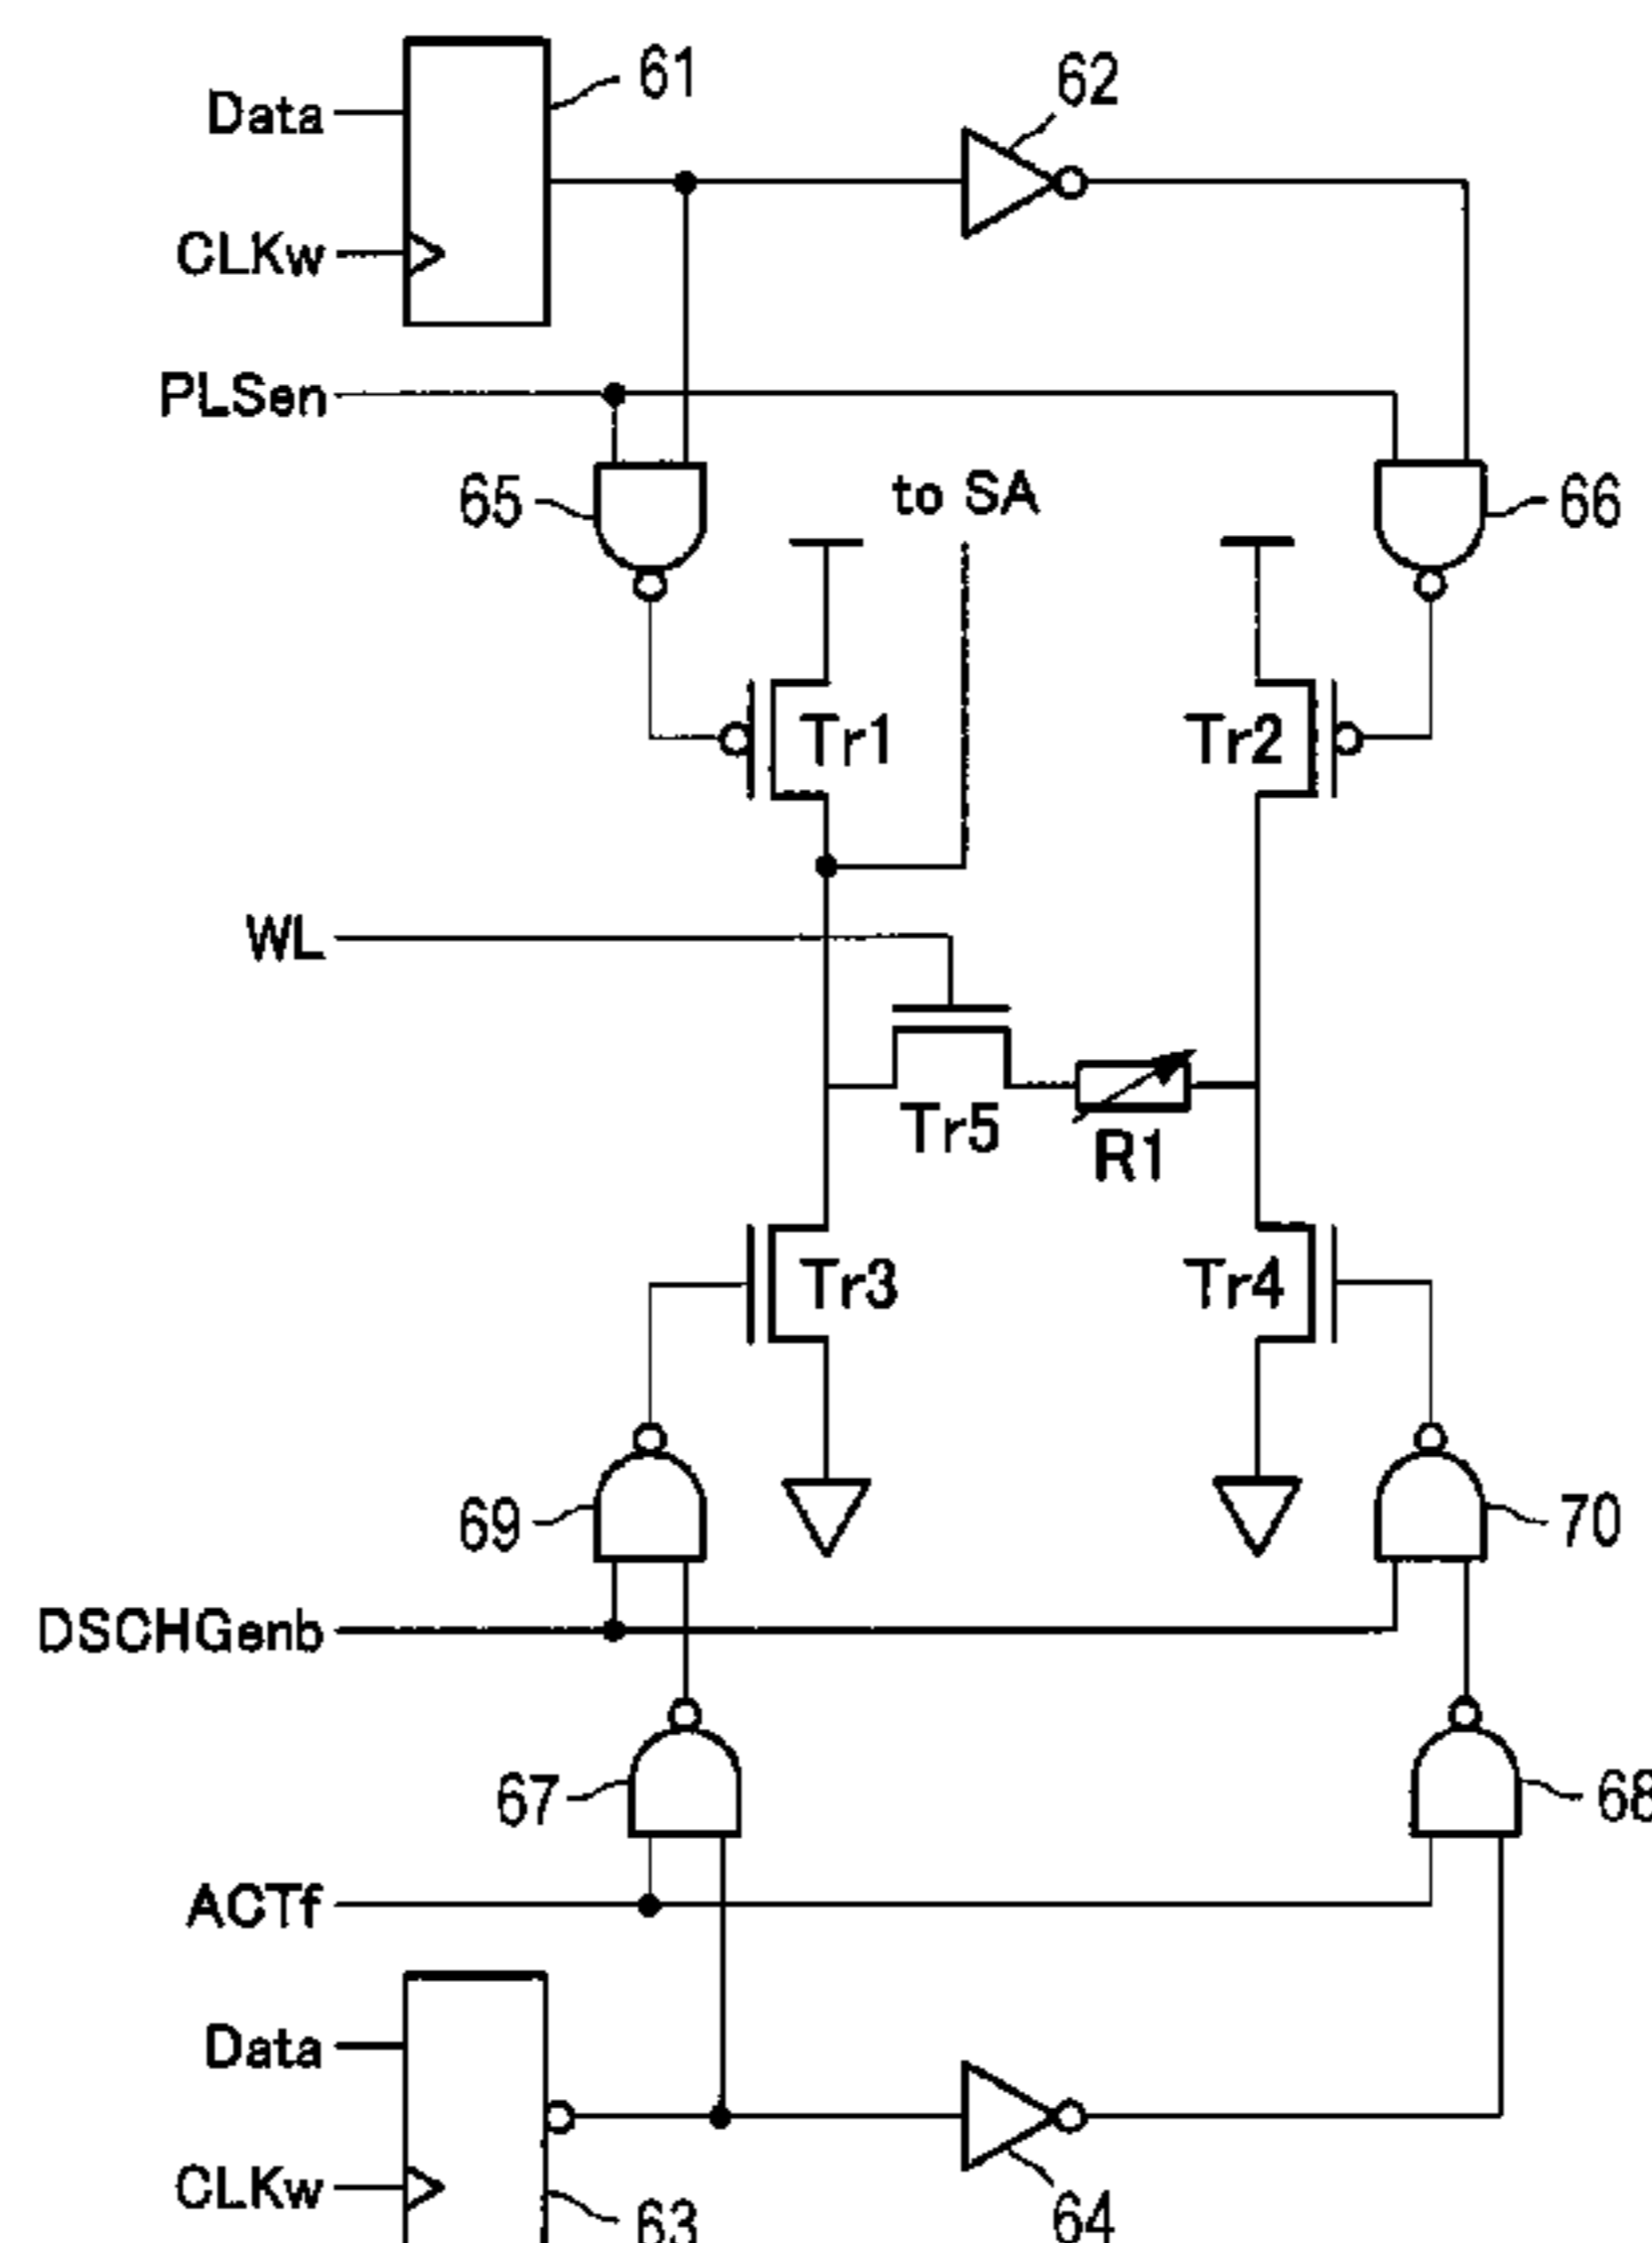 61
62
Data
CLKw
PLSen
65
to SA
66
Tr1
Tr2
WL
Tr5
R1
Tr3
Tr4
69
70
DSCHGenb
67
68
ACTf
Data
CLKw
63
64